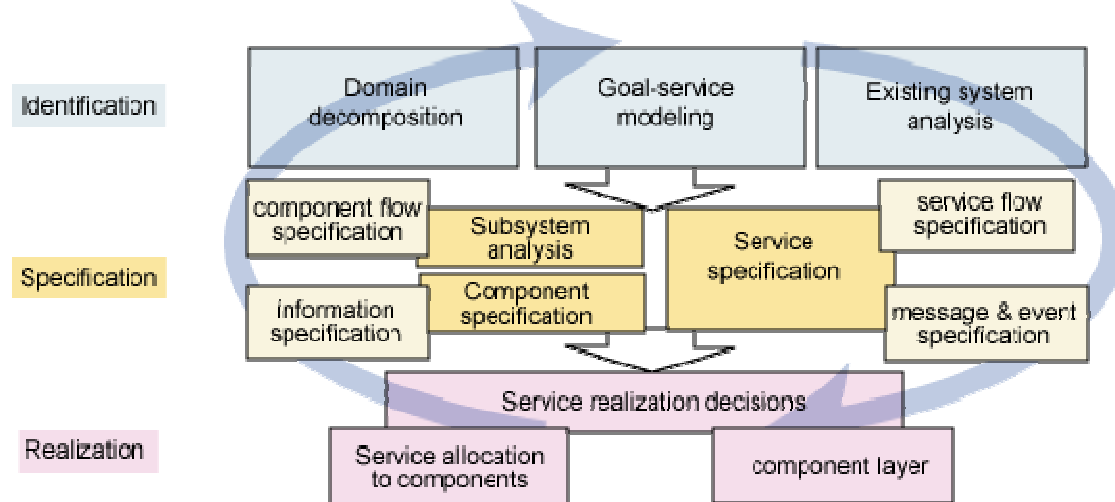 Identification
Domain
decomposition
Goal-service
modeling
Existing system
analysis
Specification
component flow
specification
Subsystem
analysis
Service
specification
service flow
specification
information
specification
Component
specification
message & event
specification
Realization
Service realization decisions
Service allocation
to components
component layer